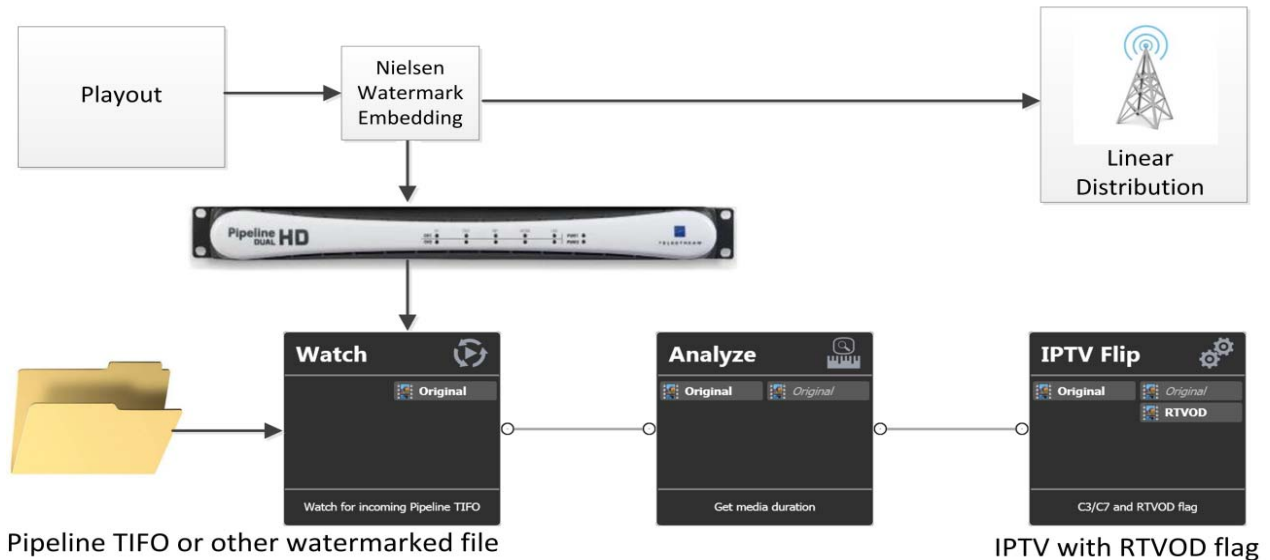 Playout
Nielsen
Watermark
Embedding
Linear
Distribution
Pipeline
DUAL HD
TELESTREAM
Watch
Original
Watch for incoming Pipeline TIFO
Analyze
Original
Original
Get media duration
IPTV Flip
Original
Original
RTVOD
C3/C7 and RTVOD flag
Pipeline TIFO or other watermarked file
IPTV with RTVOD flag